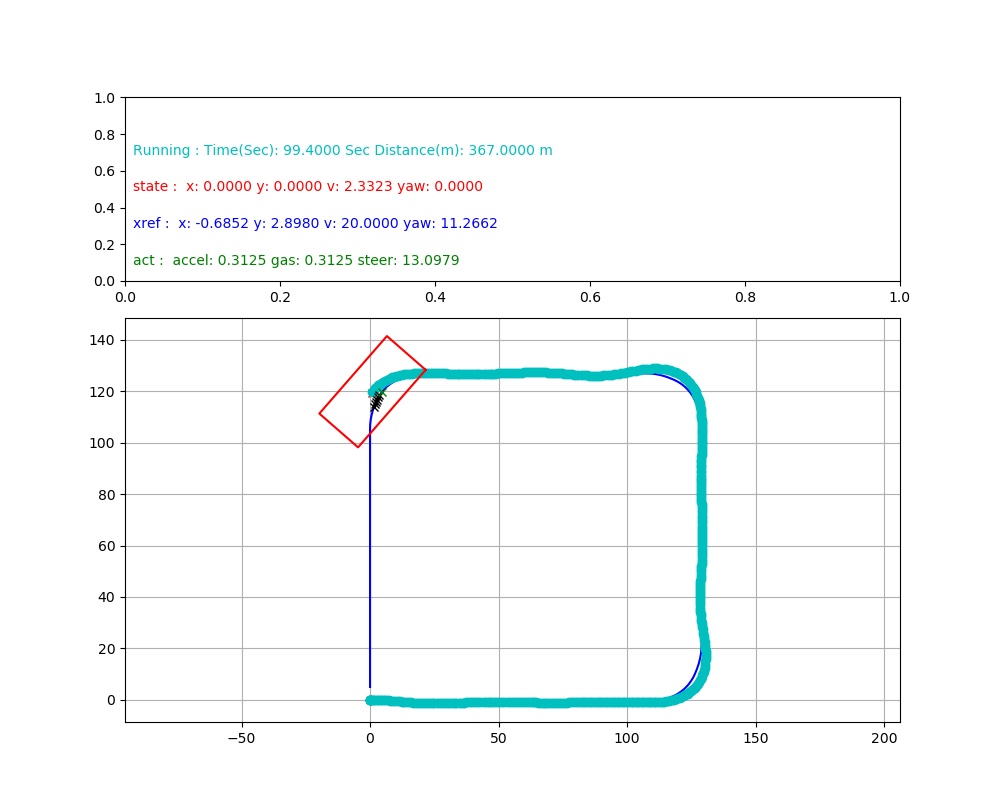 1.0
0.8
Running : Time(Sec): 99.4000 Sec Distance(m): 367.0000 m
0.6
state :  x: 0.0000 y: 0.0000 v: 2.3323 yaw: 0.0000
0.4
xref :  x: -0.6852 y: 2.8980 v: 20.0000 yaw: 11.2662
0.2
act :  accel: 0.3125 gas: 0.3125 steer: 13.0979
0.0
0.0 0.2 0.4 0.6 0.8 1.0
140
120
100
80
60
40
20
0
−50 0 50 100 150 200